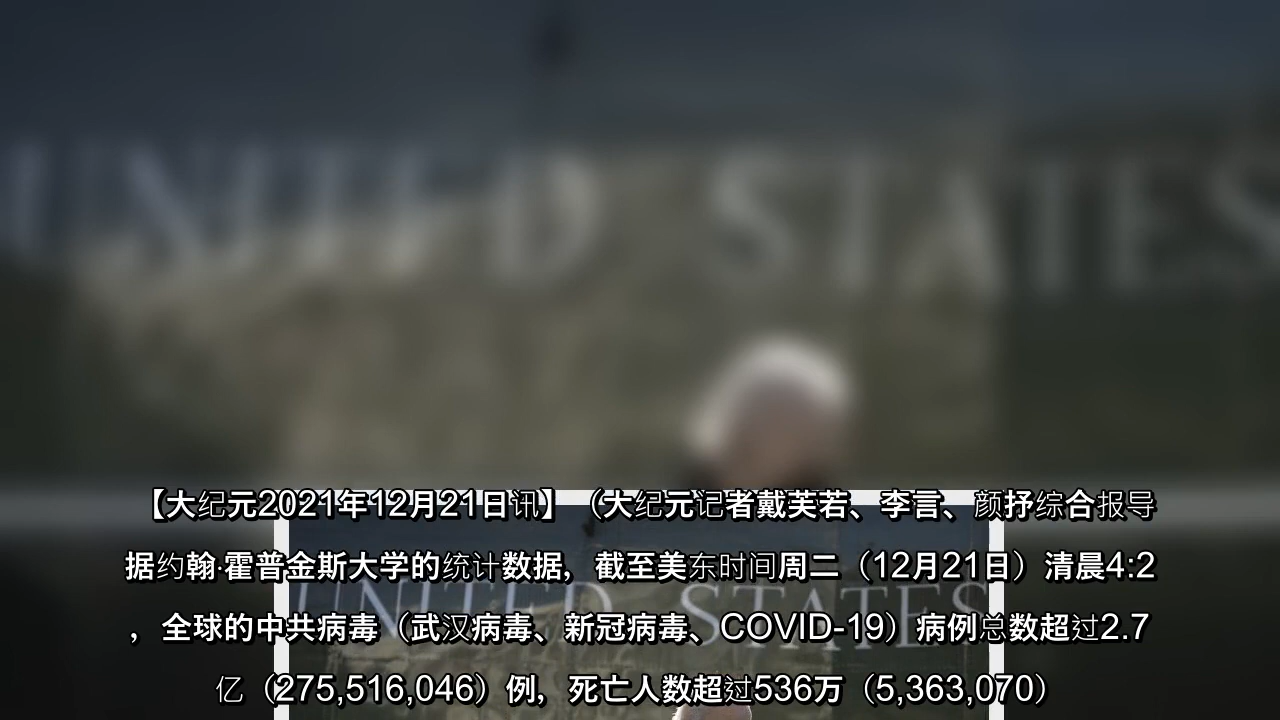 UNITED STATES
【大纪元2021年12月21日讯】（大纪元记者戴芙若、李言、颜抒综合报导
据约翰·霍普金斯大学的统计数据，截至美东时间周二（12月21日）清晨4:2
，全球的中共病毒（武汉病毒、新冠病毒、COVID-19）病例总数超过2.7
亿（275,516,046）例，死亡人数超过536万（5,363,070）
UNITED STATES